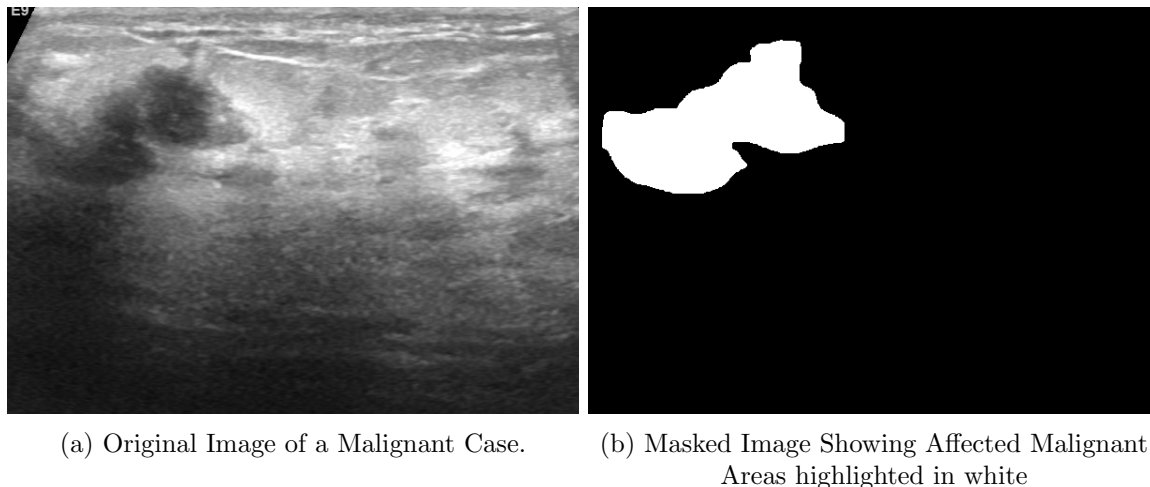 E9
(a) Original Image of a Malignant Case.
(b) Masked Image Showing Affected Malignant
Areas highlighted in white